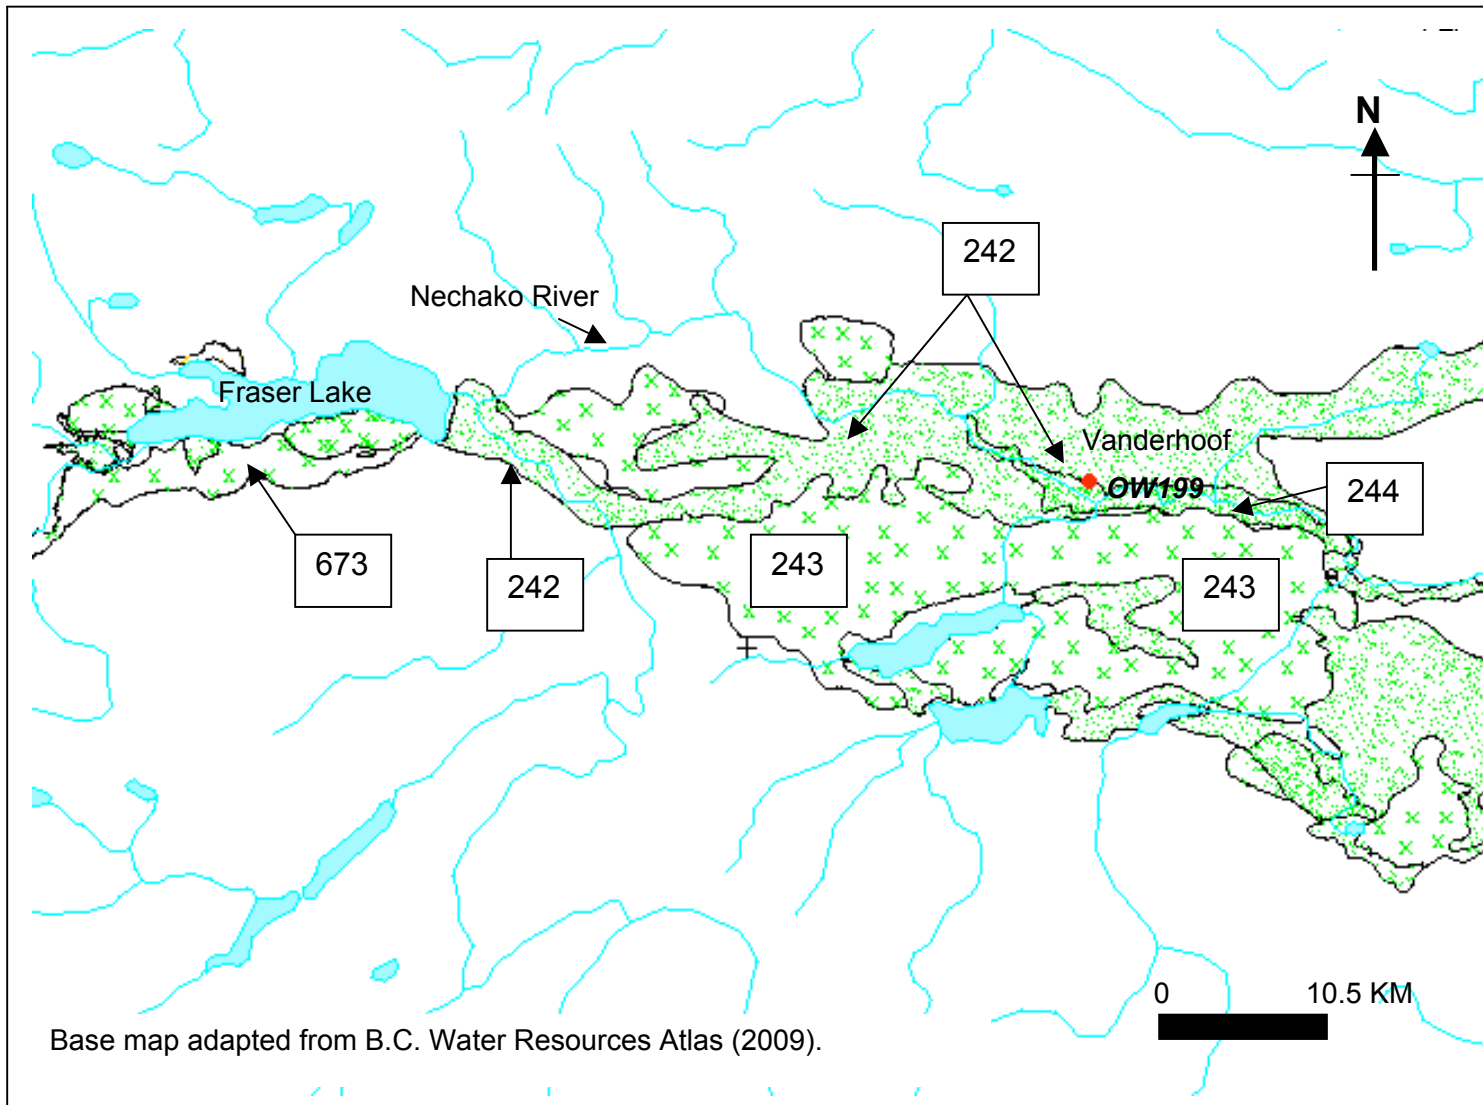 N
242
Nechako River
Fraser Lake
Vanderhoof
OW199
244
673
242
243
243
0 10.5 KM
Base map adapted from B.C. Water Resources Atlas (2009).